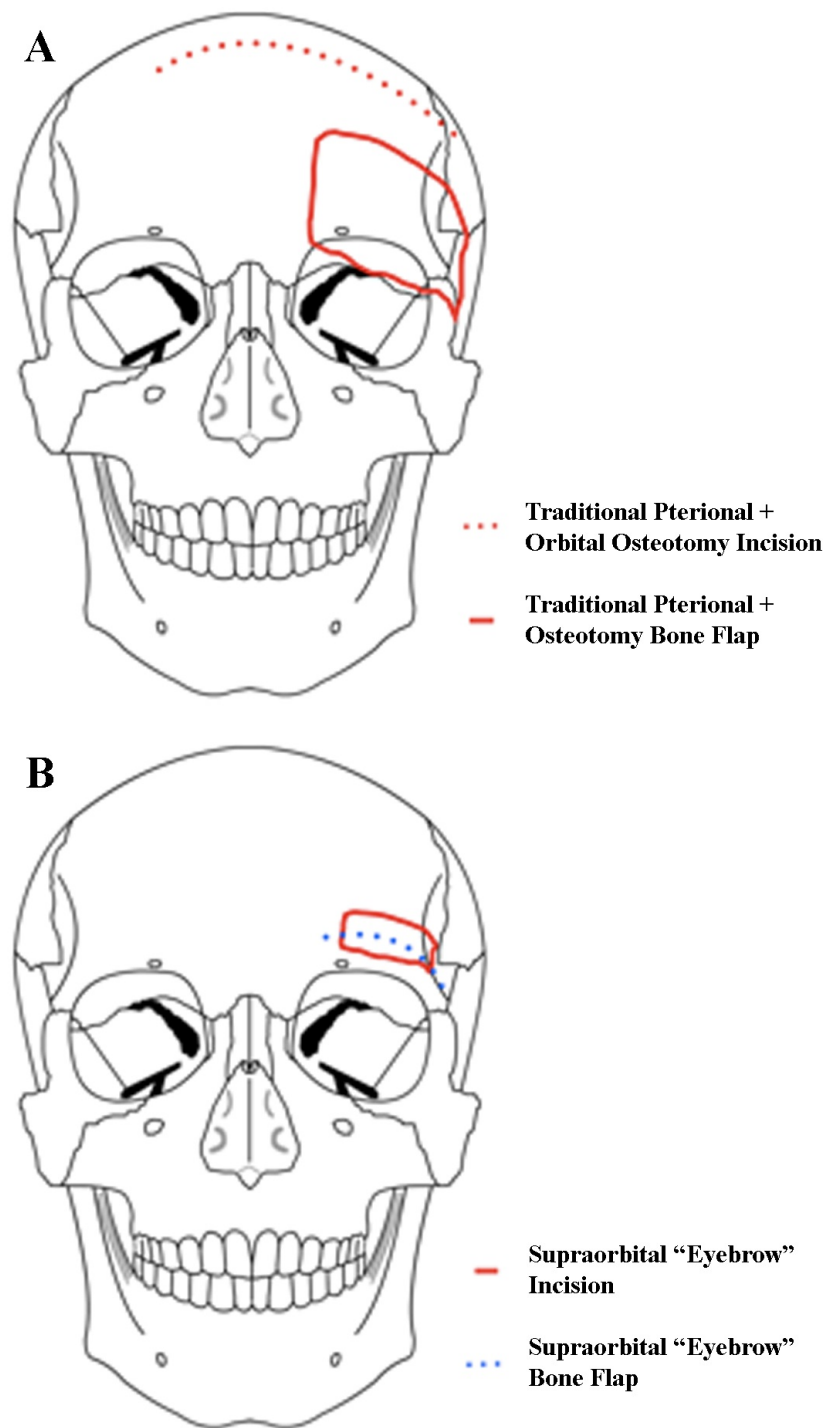 A
Traditional Pterional +
Orbital Osteotomy Incision
Traditional Pterional +
Osteotomy Bone Flap
B
Supraorbital “Eyebrow”
Incision
Supraorbital “Eyebrow”
Bone Flap